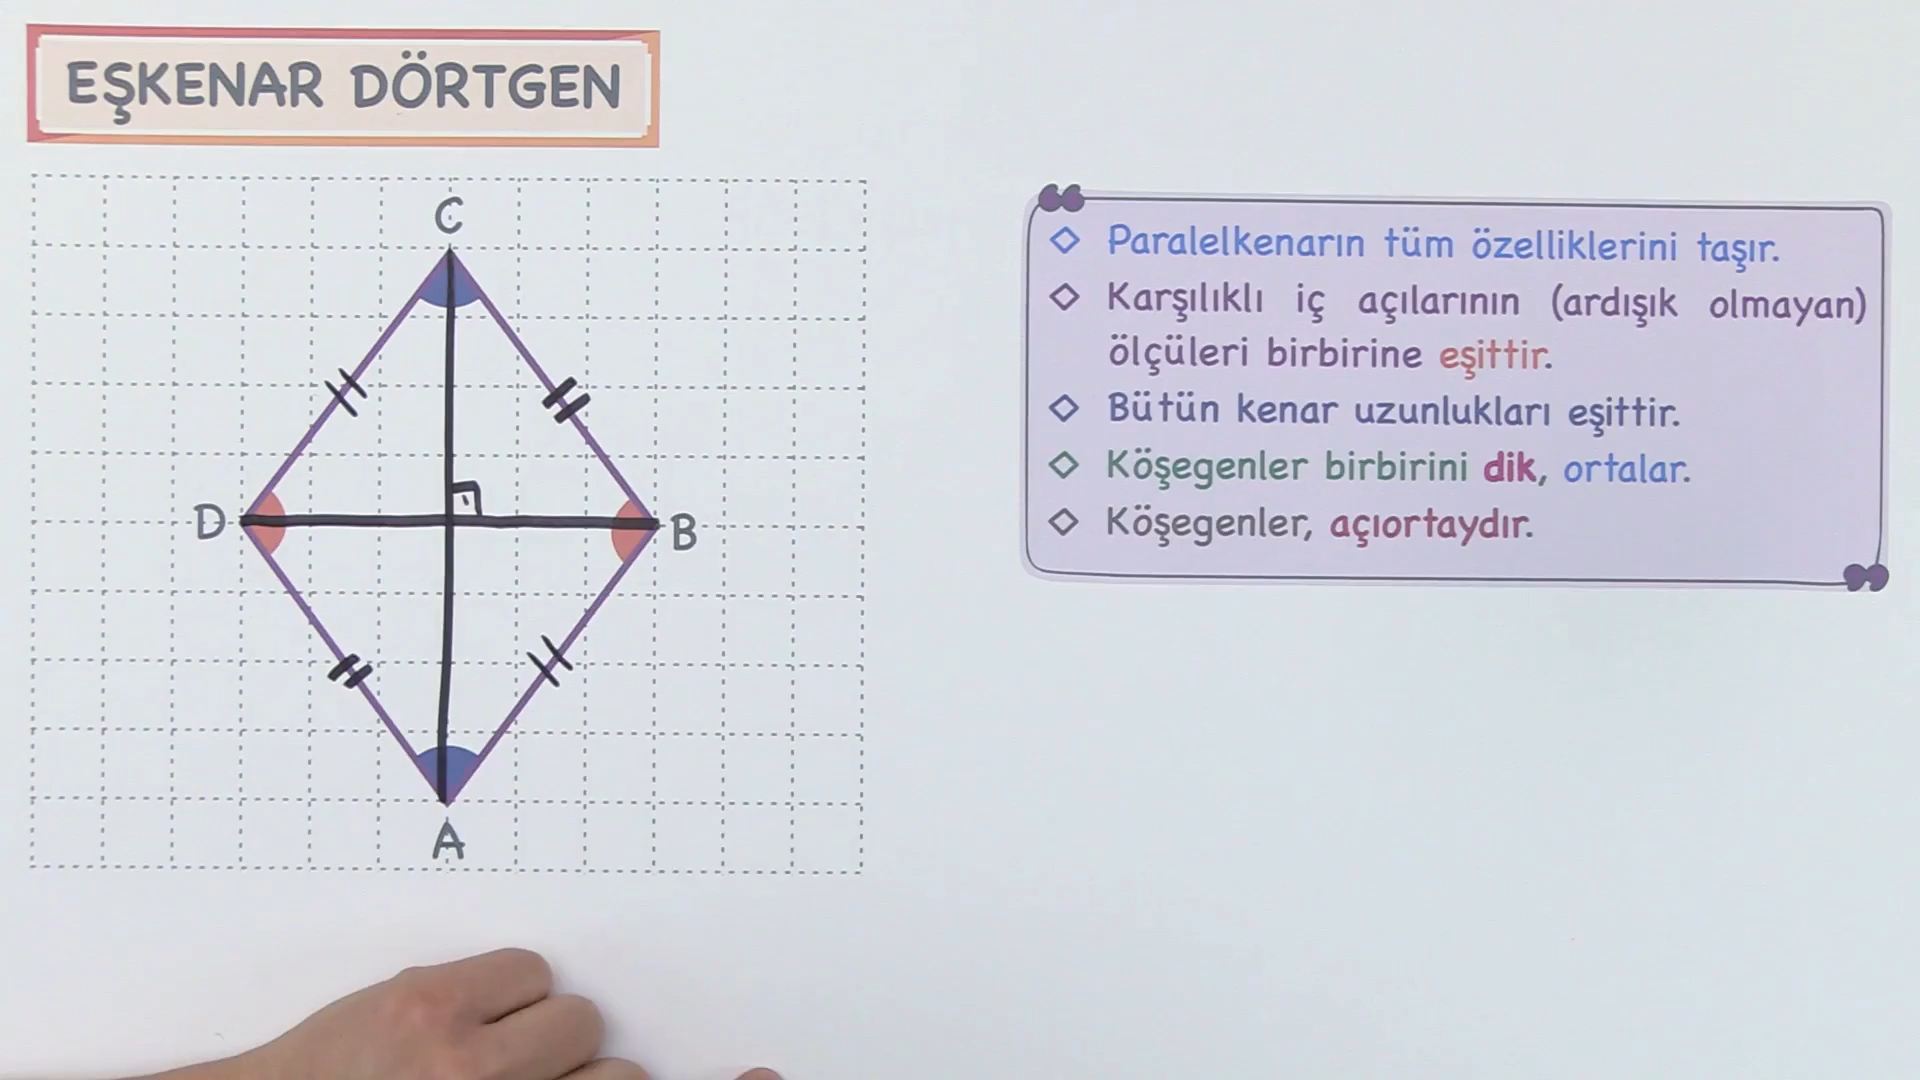 EŞKENAR DÖRTGEN
C
D
B
A
Paralelkenarın tüm özelliklerini taşır.
Karşılıklı iç açılarının (ardışık olmayan)
ölçüleri birbirine eşittir.
Bütün kenar uzunlukları eşittir.
Köşegenler birbirini dik, ortalar.
Köşegenler, açıortaydır.